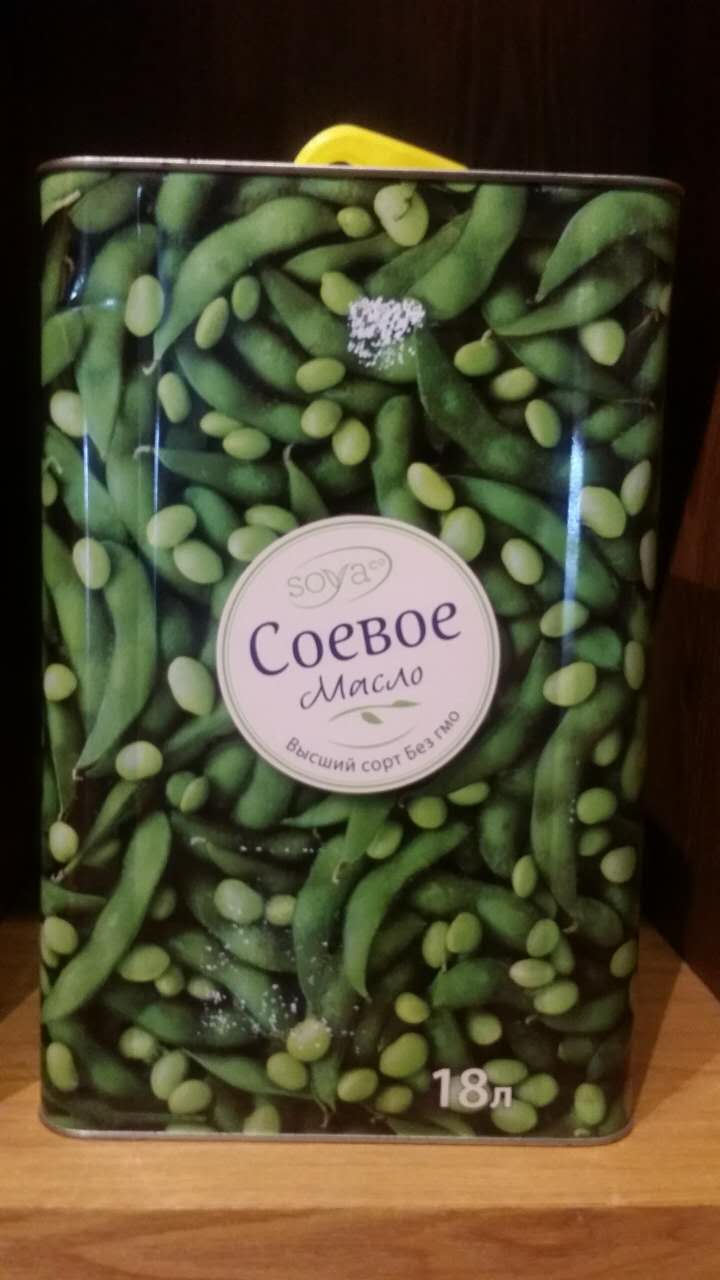 soya co
Соевое
Масло
Высший сорт Без гмо
18л